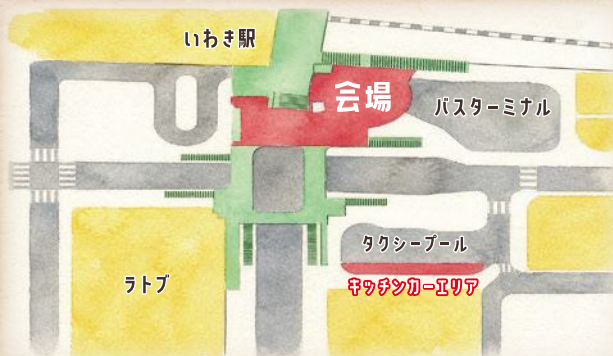 いわき駅
会場
バスターミナル
タクシープール
キッチンカーエリア
ラトブ